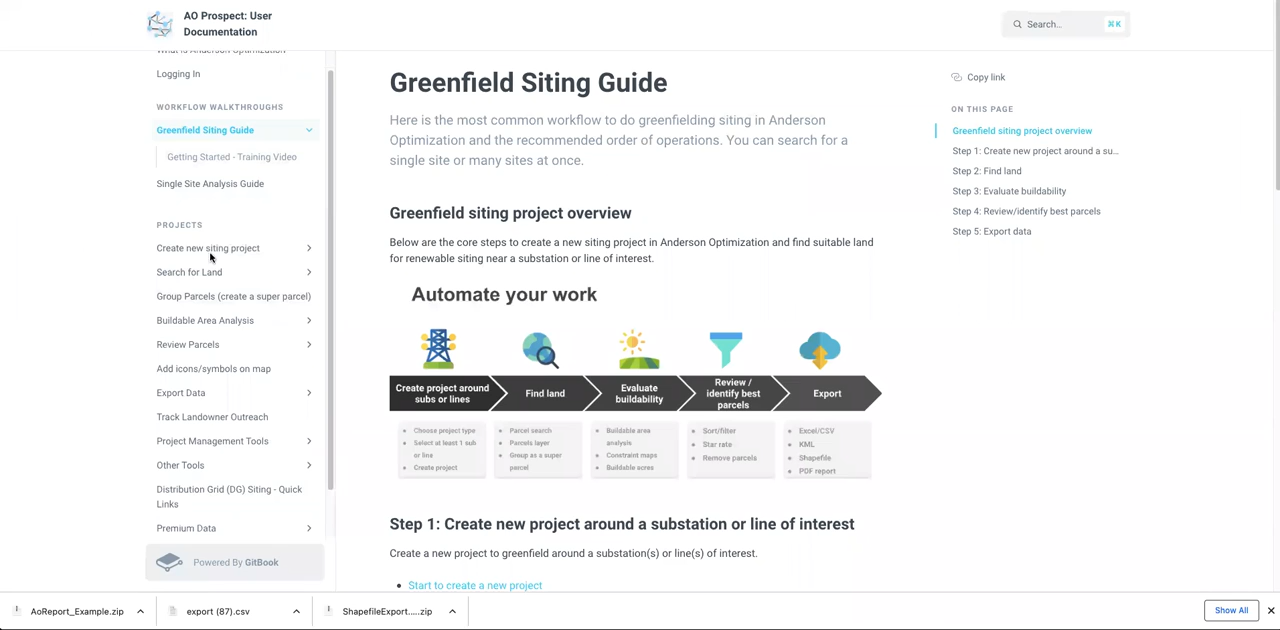 AO Prospect: User
Documentation
Search...
⌘K
What is Anderson Optimization
Logging In
WORKFLOW WALKTHROUGHS
Greenfield Siting Guide
Getting Started - Training Video
Single Site Analysis Guide
PROJECTS
Create new siting project
Search for Land
Group Parcels (create a super parcel)
Buildable Area Analysis
Review Parcels
Add icons/symbols on map
Export Data
Track Landowner Outreach
Project Management Tools
Other Tools
Distribution Grid (DG) Siting - Quick
Links
Premium Data
Powered By GitBook
Greenfield Siting Guide
Here is the most common workflow to do greenfielding siting in Anderson
Optimization and the recommended order of operations. You can search for a
single site or many sites at once.
Greenfield siting project overview
Below are the core steps to create a new siting project in Anderson Optimization and find suitable land
for renewable siting near a substation or line of interest.
Automate your work
Create project around
subs or lines
Find land
Evaluate
buildability
Review /
identify best
parcels
Export
• Choose project type
• Select at least 1 sub
or line
• Create project
• Parcel search
• Parcels layer
• Group as a super
parcel
• Buildable area
analysis
• Constraint maps
• Buildable acres
• Sort/filter
• Star rate
• Remove parcels
• Excel/CSV
• KML
• Shapefile
• PDF report
Step 1: Create new project around a substation or line of interest
Create a new project to greenfield around a substation(s) or line(s) of interest.
• Start to create a new project
Copy link
ON THIS PAGE
Greenfield siting project overview
Step 1: Create new project around a su...
Step 2: Find land
Step 3: Evaluate buildability
Step 4: Review/identify best parcels
Step 5: Export data
AoReport_Example.zip
export (87).csv
ShapefileExport.....zip
Show All